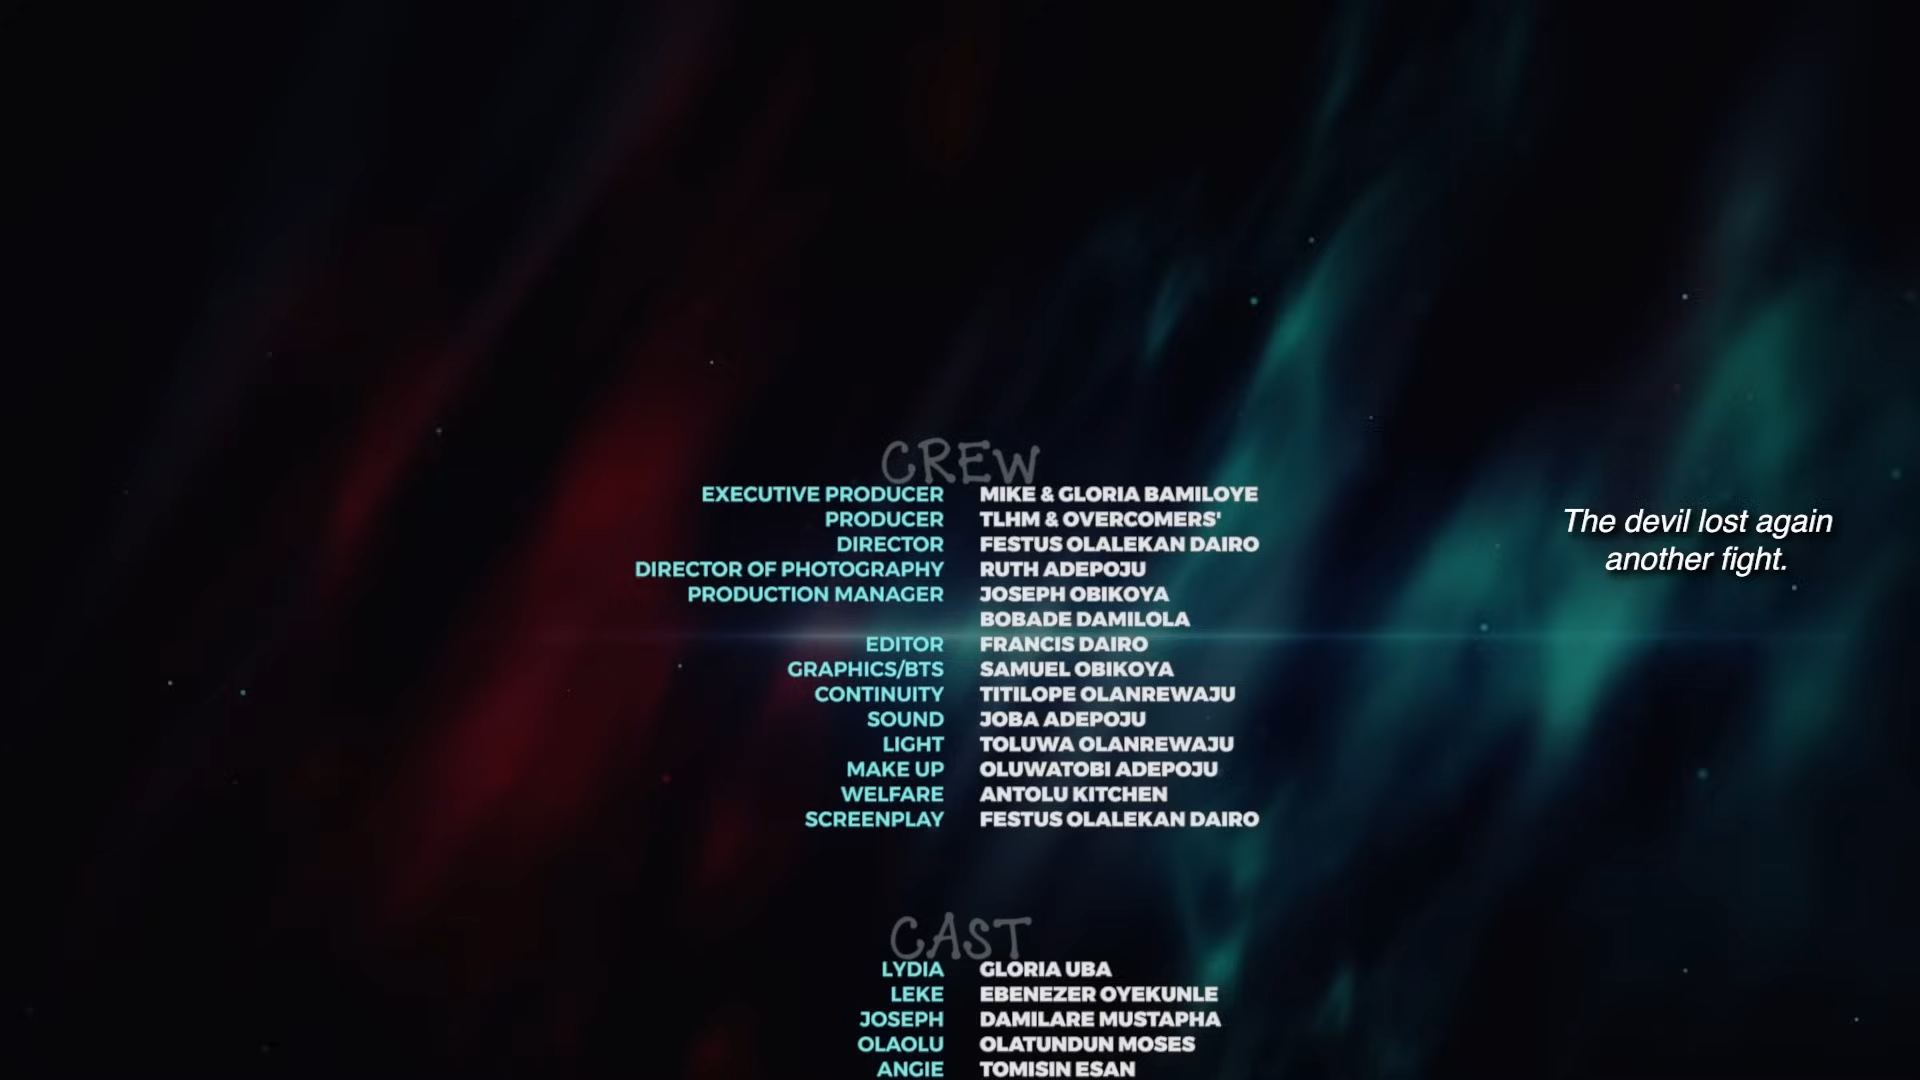 CREW
EXECUTIVE PRODUCER MIKE & GLORIA BAMILOYE
PRODUCER TLHM & OVERCOMERS'
DIRECTOR FESTUS OLALEKAN DAIRO
DIRECTOR OF PHOTOGRAPHY RUTH ADEPOJU
PRODUCTION MANAGER JOSEPH OBIKOYA
BOBADE DAMILOLA
EDITOR FRANCIS DAIRO
GRAPHICS/BTS SAMUEL OBIKOYA
CONTINUITY TITILOPE OLANREWAJU
SOUND JOBA ADEPOJU
LIGHT TOLUWA OLANREWAJU
MAKE UP OLUWATOBI ADEPOJU
WELFARE ANTOLU KITCHEN
SCREENPLAY FESTUS OLALEKAN DAIRO
CAST
LYDIA GLORIA UBA
LEKE EBENEZER OYEKUNLE
JOSEPH DAMILARE MUSTAPHA
OLAOLU OLATUNDUN MOSES
ANGIE TOMISIN ESAN
The devil lost again
another fight.